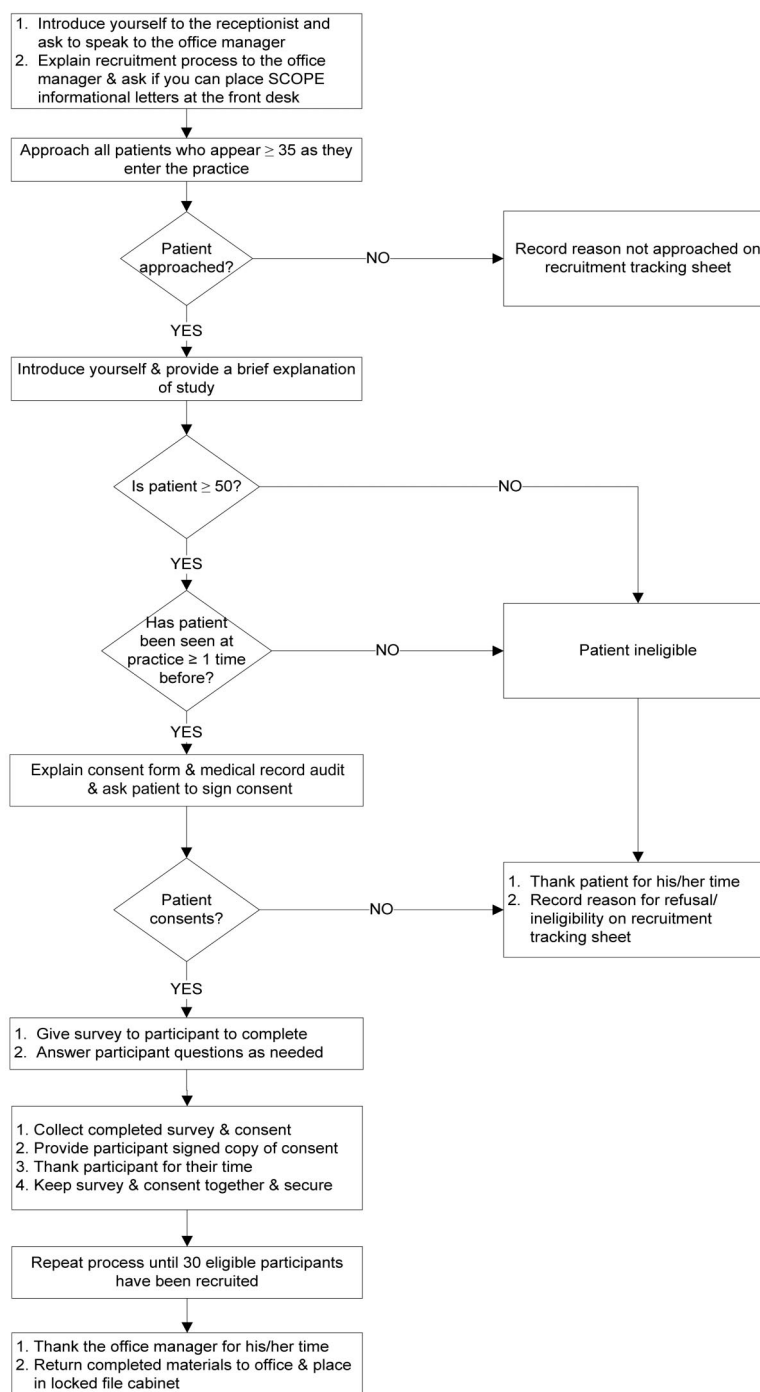 1. Introduce yourself to the receptionist and
ask to speak to the office manager
2. Explain recruitment process to the office
manager & ask if you can place SCOPE
informational letters at the front desk
Approach all patients who appear ≥ 35 as they
enter the practice
Patient
approached?
NO
Record reason not approached on
recruitment tracking sheet
YES
Introduce yourself & provide a brief explanation
of study
Is patient ≥ 50?
NO
YES
Has patient
been seen at
practice ≥ 1 time
before?
NO
Patient ineligible
YES
Explain consent form & medical record audit
& ask patient to sign consent
Patient
consents?
NO
1. Thank patient for his/her time
2. Record reason for refusal/
ineligibility on recruitment
tracking sheet
YES
1. Give survey to participant to complete
2. Answer participant questions as needed
1. Collect completed survey & consent
2. Provide participant signed copy of consent
3. Thank participant for their time
4. Keep survey & consent together & secure
Repeat process until 30 eligible participants
have been recruited
1. Thank the office manager for his/her time
2. Return completed materials to office & place
in locked file cabinet